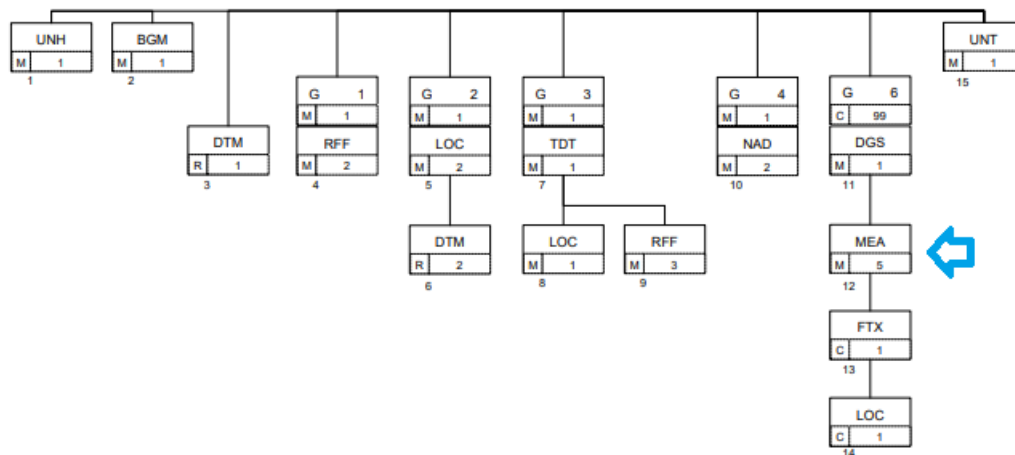 UNH
M 1
1
BGM
M 1
2
DTM
R 1
3
G 1
M 1
RFF
M 2
4
G 2
M 1
LOC
M 2
5
DTM
R 2
6
G 3
M 1
TDT
M 1
7
LOC
M 1
8
RFF
M 3
9
G 4
M 1
NAD
M 2
10
G 6
C 99
DGS
M 1
11
MEA
M 5
12
FTX
C 1
13
LOC
C 1
14
UNT
M 1
15